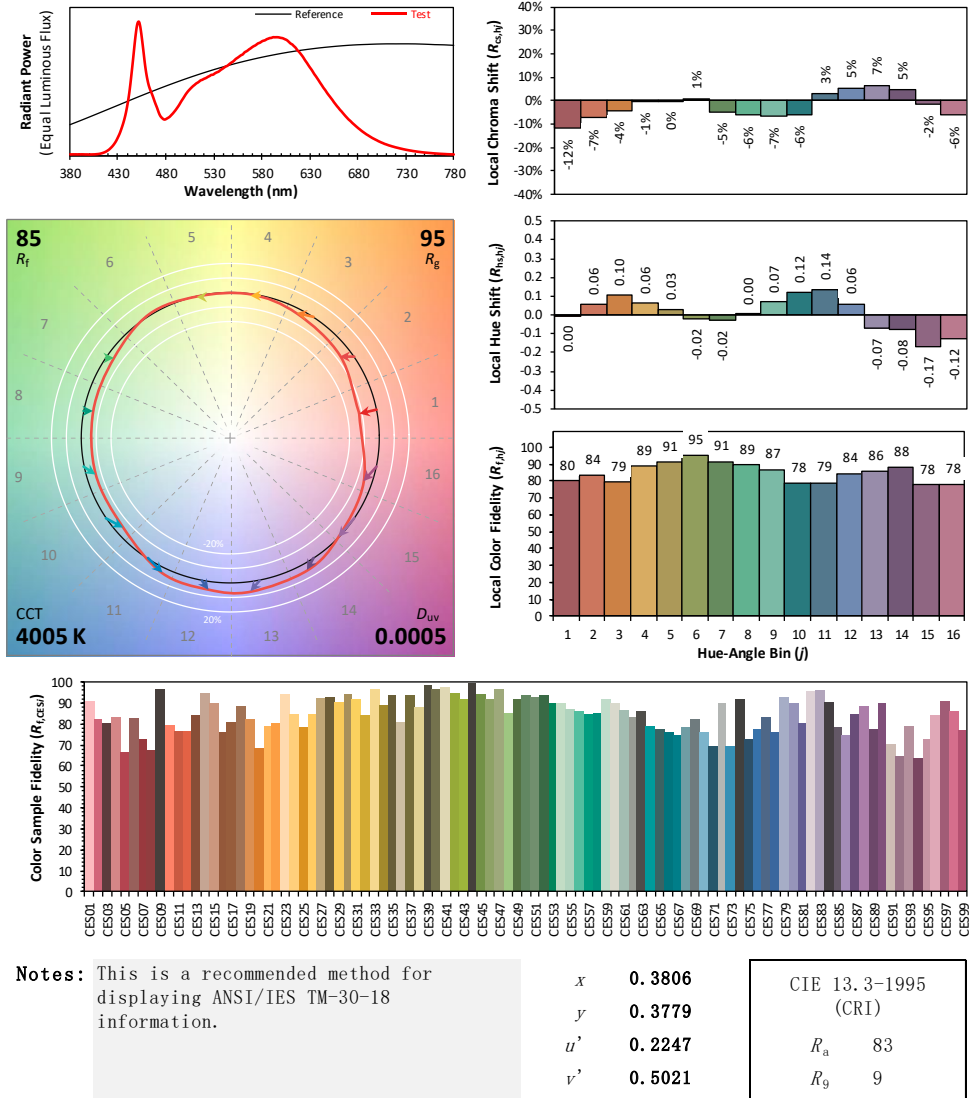 Reference
Test
Radiant Power
(Equal Luminous Flux)
380 430 480 530 580 630 680 730 780
Wavelength (nm)
Local Chroma Shift (Rcs,hj)
40%
30%
20%
10%
0%
-10%
-20%
-30%
-40%
-12% -7% -4% -1% 0% 1% -5% -6% -7% -6% 3% 5% 7% 5% -2% -6%
85
Rf
95
Rg
1 2 3 4 5 6 7 8 9 10 11 12 13 14 15 16
-20%
20%
CCT
4005 K
Duv
0.0005
Local Hue Shift (Rhs,hj)
0.5
0.4
0.3
0.2
0.1
0.0
-0.1
-0.2
-0.3
-0.4
-0.5
0.00 0.06 0.10 0.06 0.03 -0.02 -0.02 0.00 0.07 0.12 0.14 0.06 -0.07 -0.08 -0.17 -0.12
Local Color Fidelity (Rf,hj)
100
90
80
70
60
50
40
30
20
10
0
80 84 79 89 91 95 91 89 87 78 79 84 86 88 78 78
1 2 3 4 5 6 7 8 9 10 11 12 13 14 15 16
Hue-Angle Bin (j)
Color Sample Fidelity (Rf,CESi)
100
90
80
70
60
50
40
30
20
10
0
CES01 CES03 CES05 CES07 CES09 CES11 CES13 CES15 CES17 CES19 CES21 CES23 CES25 CES27 CES29 CES31 CES33 CES35 CES37 CES39 CES41 CES43 CES45 CES47 CES49 CES51 CES53 CES55 CES57 CES59 CES61 CES63 CES65 CES67 CES69 CES71 CES73 CES75 CES77 CES79 CES81 CES83 CES85 CES87 CES89 CES91 CES93 CES95 CES97 CES99
Notes: This is a recommended method for
displaying ANSI/IES TM-30-18
information.
x 0.3806
y 0.3779
u' 0.2247
v' 0.5021
CIE 13.3-1995
(CRI)
Ra 83
R9 9